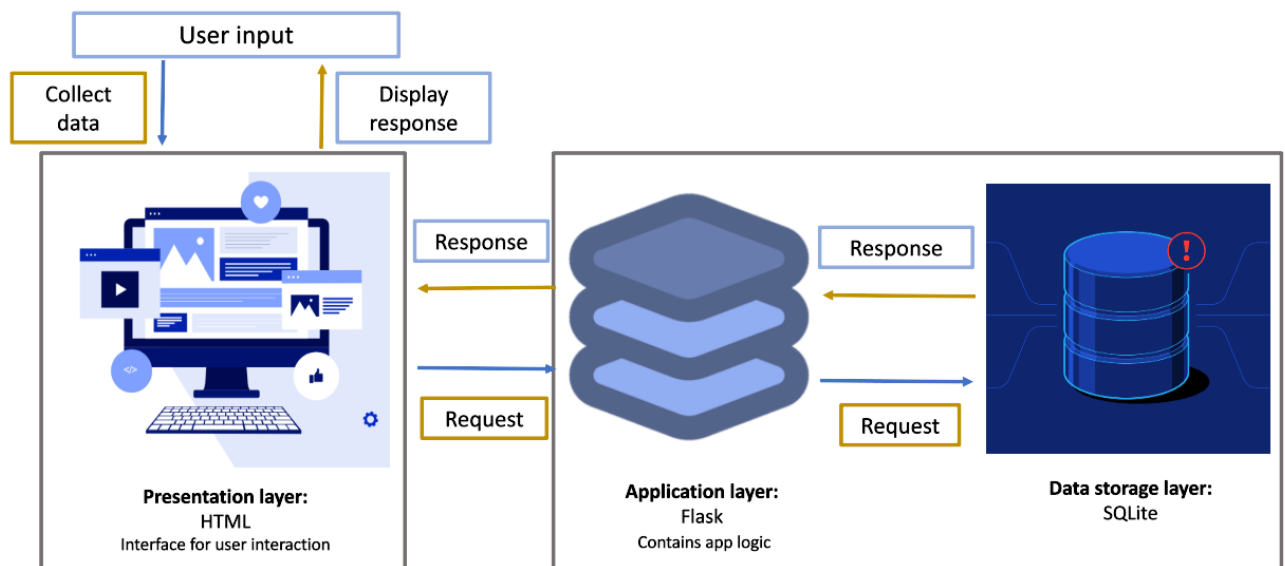 User input
Collect
data
Display
response
Response
Response
Request
Request
</>
!
Presentation layer:
HTML
Interface for user interaction
Application layer:
Flask
Contains app logic
Data storage layer:
SQLite